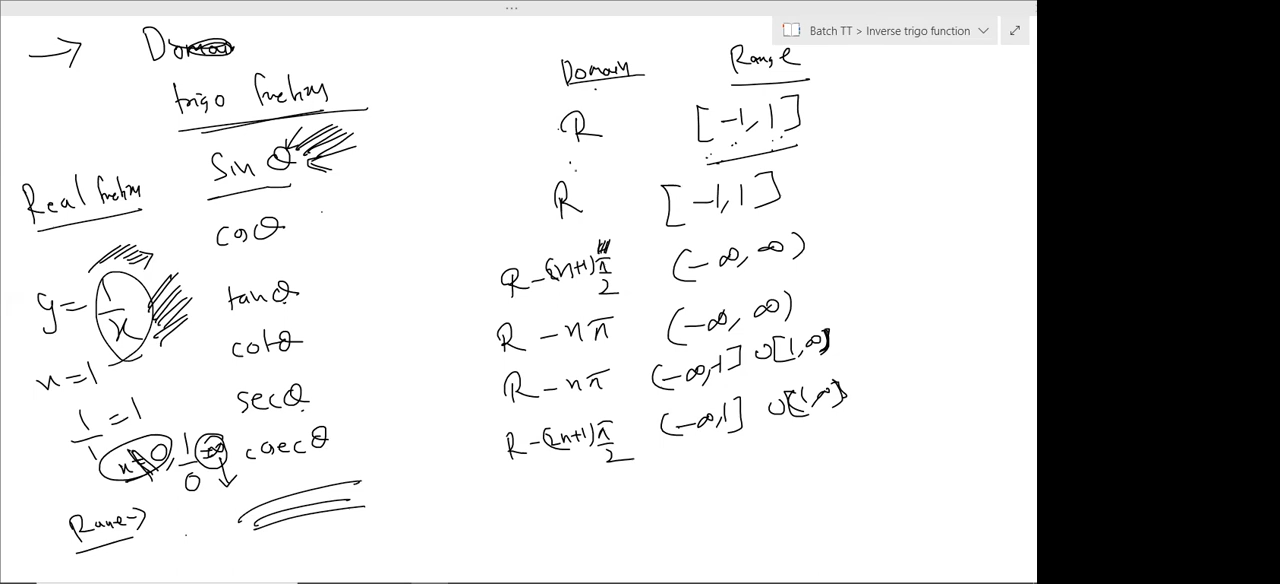 Batch TT > Inverse trigo function
→ Domai
trigo functions Domain Range
sin θ R [-1, 1]
Real function
cos θ R [-1, 1]
tan θ R - (2n+1) π/2 (-∞, ∞)
y = 1/x
cot θ R - nπ (-∞, ∞)
x = 1
sec θ R - nπ (-∞, -1] ∪ [1, ∞)
1/1 = 1
cosec θ R - (2n+1) π/2 (-∞, 1] ∪ [1, ∞)
x = 0, 1/0 = ∞
Range →